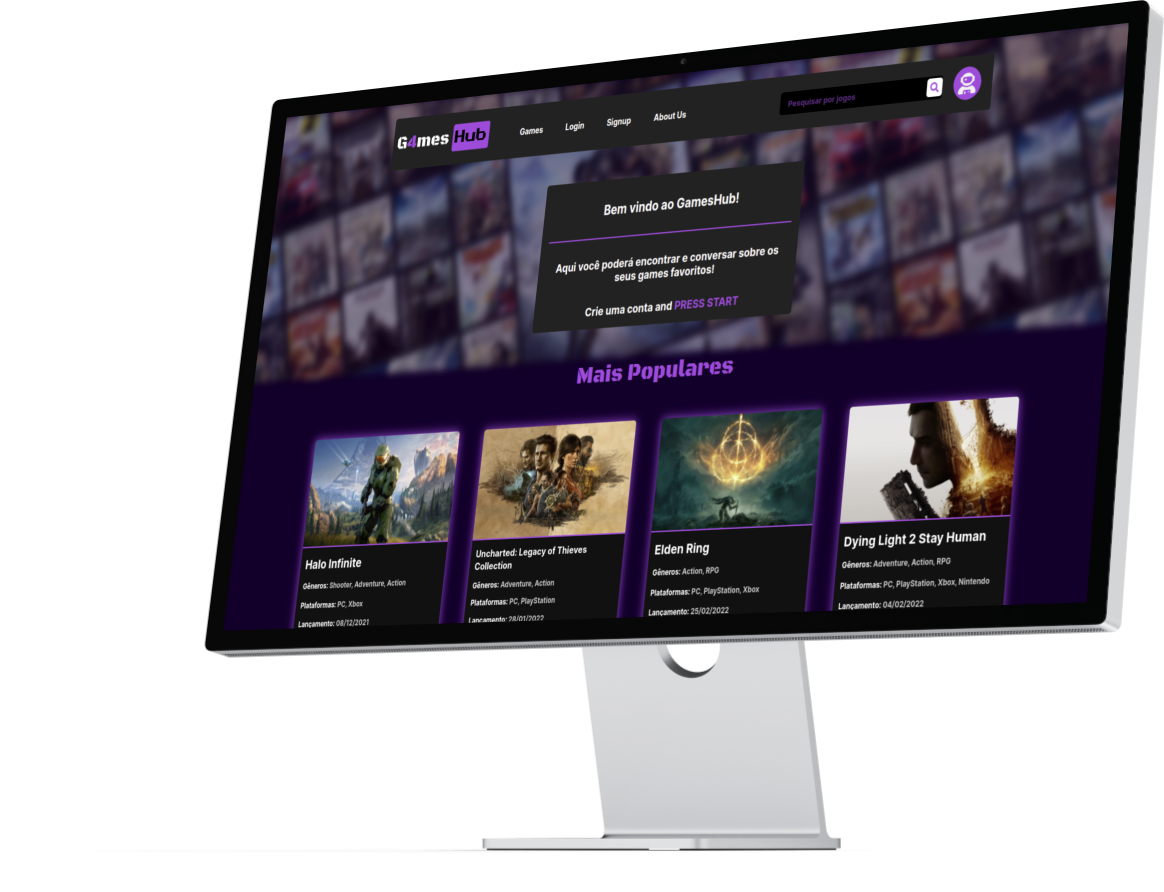 G4mes Hub
Games
Login
Signup
About Us
Pesquisar por jogos
Bem vindo ao GamesHub!
Aqui você poderá encontrar e conversar sobre os
seus games favoritos!
Crie uma conta and PRESS START
Mais Populares
Halo Infinite
Gêneros: Shooter, Adventure, Action
Plataformas: PC, Xbox
Lançamento: 08/12/2021
Uncharted: Legacy of Thieves
Collection
Gêneros: Adventure, Action
Plataformas: PC, PlayStation
Lançamento: 28/01/2022
Elden Ring
Gêneros: Action, RPG
Plataformas: PC, PlayStation, Xbox
Lançamento: 25/02/2022
Dying Light 2 Stay Human
Gêneros: Adventure, Action, RPG
Plataformas: PC, PlayStation, Xbox, Nintendo
Lançamento: 04/02/2022